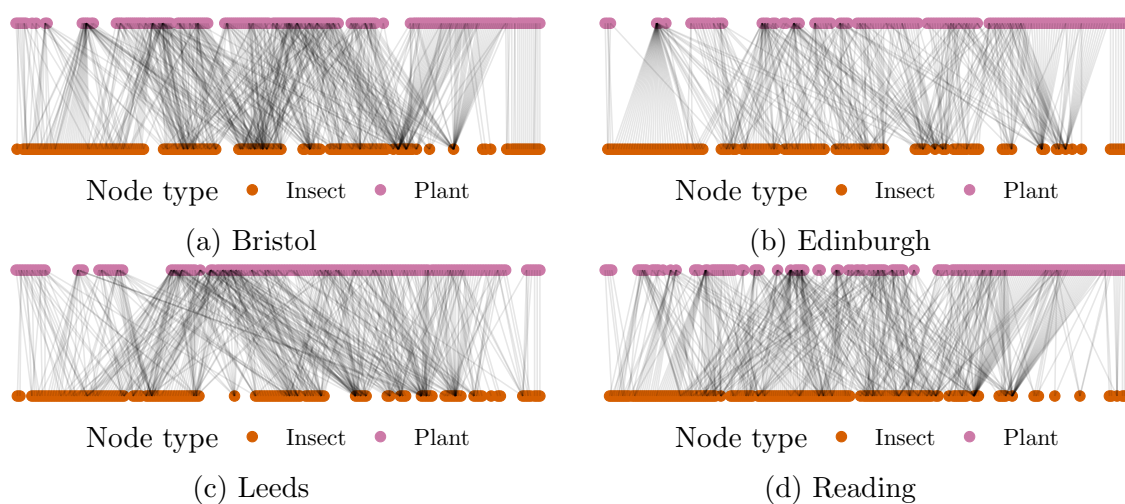 Node type Insect Plant
(a) Bristol
Node type Insect Plant
(b) Edinburgh
Node type Insect Plant
(c) Leeds
Node type Insect Plant
(d) Reading